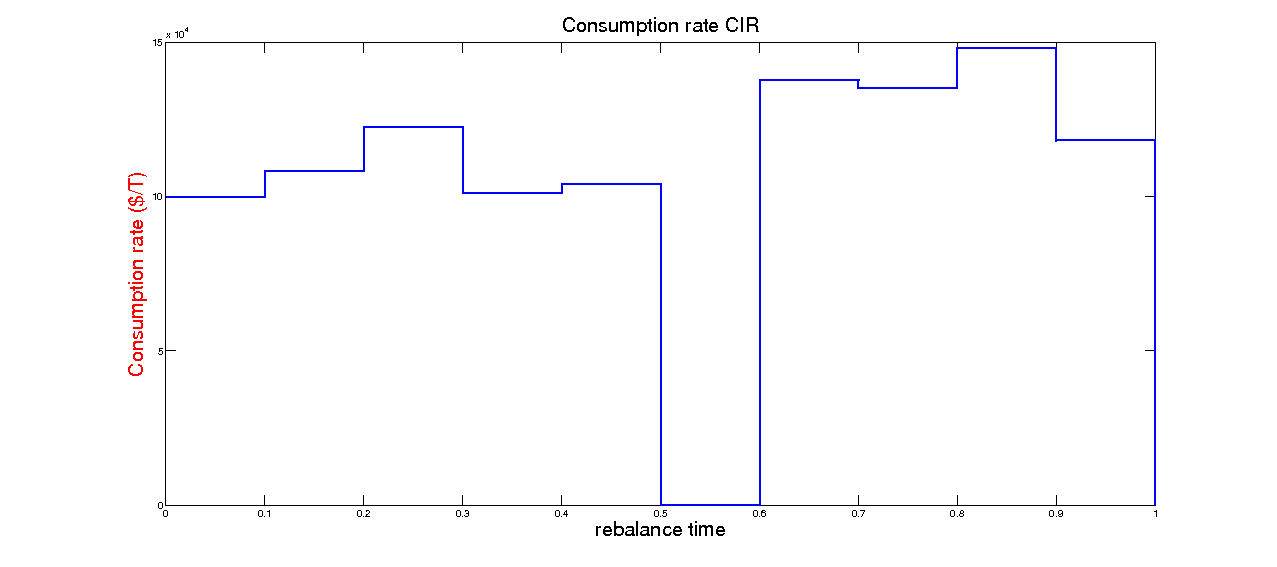 Consumption rate CIR
x 10^4
15
10
5
0
Consumption rate ($/T)
0 0.1 0.2 0.3 0.4 0.5 0.6 0.7 0.8 0.9 1
rebalance time